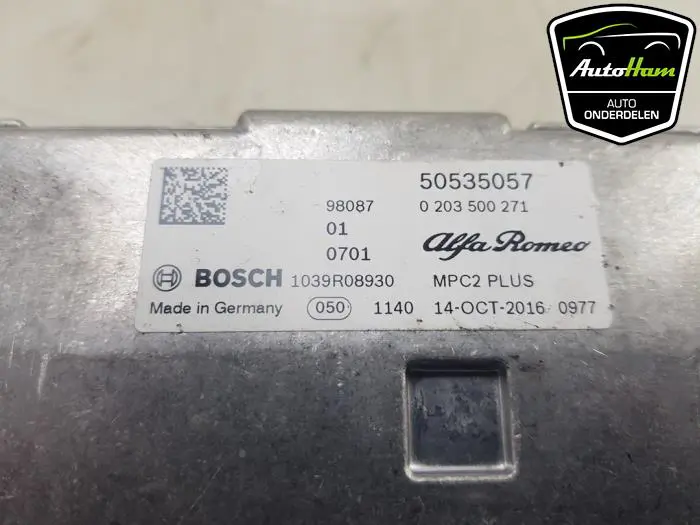 AutoHam
AUTO
ONDERDELEN
50535057
98087 0 203 500 271
01
0701 Alfa Romeo
BOSCH 1039R08930 MPC2 PLUS
Made in Germany 050 1140 14-OCT-2016 0977